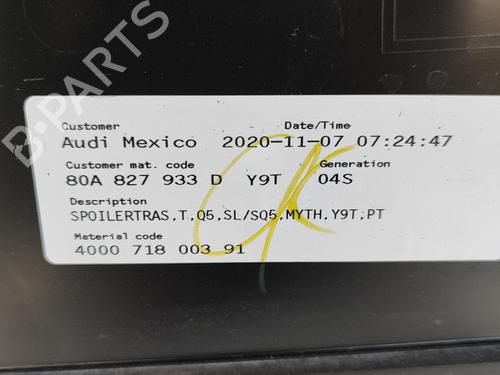 B-PARTS
Customer Date/Time
Audi Mexico 2020-11-07 07:24:47
Customer mat. code Generation
80A 827 933 D Y9T 04S
Description
SPOILERTRAS,T,Q5,SL/SQ5,MYTH,Y9T,PT
Material code
4000 718 003 91
OK